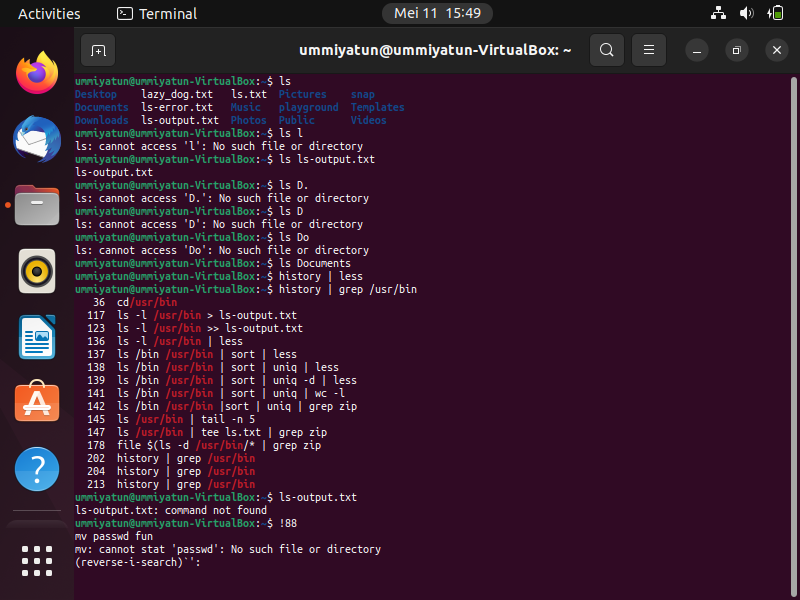 Activities Terminal Mei 11 15:49
ummiyatun@ummiyatun-VirtualBox: ~
ummiyatun@ummiyatun-VirtualBox:~$ ls
Desktop lazy_dog.txt ls.txt Pictures snap
Documents ls-error.txt Music playground Templates
Downloads ls-output.txt Photos Public Videos
ummiyatun@ummiyatun-VirtualBox:~$ ls l
ls: cannot access 'l': No such file or directory
ummiyatun@ummiyatun-VirtualBox:~$ ls ls-output.txt
ls-output.txt
ummiyatun@ummiyatun-VirtualBox:~$ ls D.
ls: cannot access 'D.': No such file or directory
ummiyatun@ummiyatun-VirtualBox:~$ ls D
ls: cannot access 'D': No such file or directory
ummiyatun@ummiyatun-VirtualBox:~$ ls Do
ls: cannot access 'Do': No such file or directory
ummiyatun@ummiyatun-VirtualBox:~$ ls Documents
ummiyatun@ummiyatun-VirtualBox:~$ history | less
ummiyatun@ummiyatun-VirtualBox:~$ history | grep /usr/bin
36 cd/usr/bin
117 ls -l /usr/bin > ls-output.txt
123 ls -l /usr/bin >> ls-output.txt
136 ls -l /usr/bin | less
137 ls /bin /usr/bin | sort | less
138 ls /bin /usr/bin | sort | uniq | less
139 ls /bin /usr/bin | sort | uniq -d | less
141 ls /bin /usr/bin | sort | uniq | wc -l
142 ls /bin /usr/bin |sort | uniq | grep zip
145 ls /usr/bin | tail -n 5
147 ls /usr/bin | tee ls.txt | grep zip
178 file $(ls -d /usr/bin/* | grep zip
202 history | grep /usr/bin
204 history | grep /usr/bin
213 history | grep /usr/bin
ummiyatun@ummiyatun-VirtualBox:~$ ls-output.txt
ls-output.txt: command not found
ummiyatun@ummiyatun-VirtualBox:~$ !88
mv passwd fun
mv: cannot stat 'passwd': No such file or directory
(reverse-i-search)`':